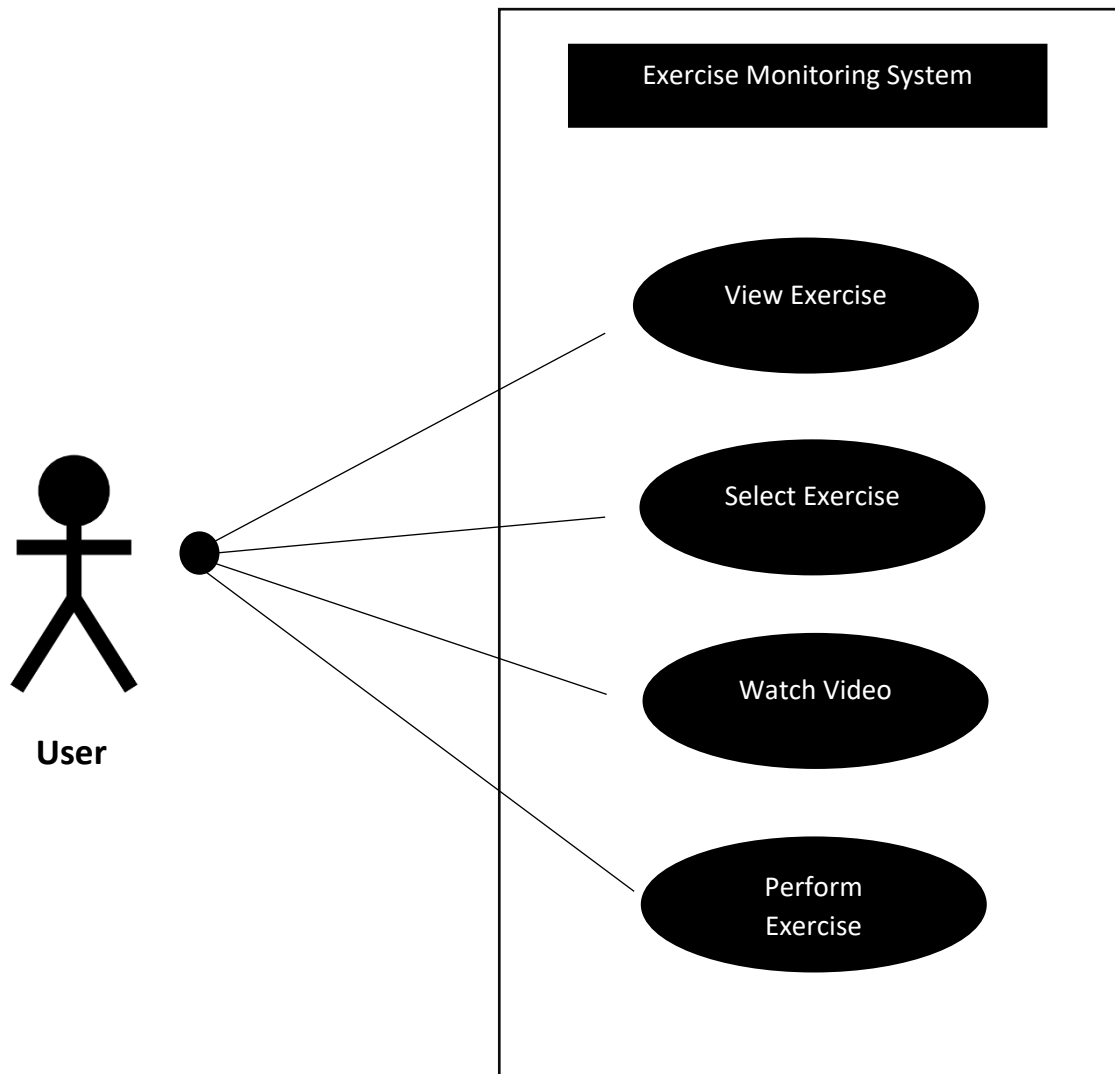 Exercise Monitoring System
View Exercise
Select Exercise
Watch Video
User
Perform
Exercise